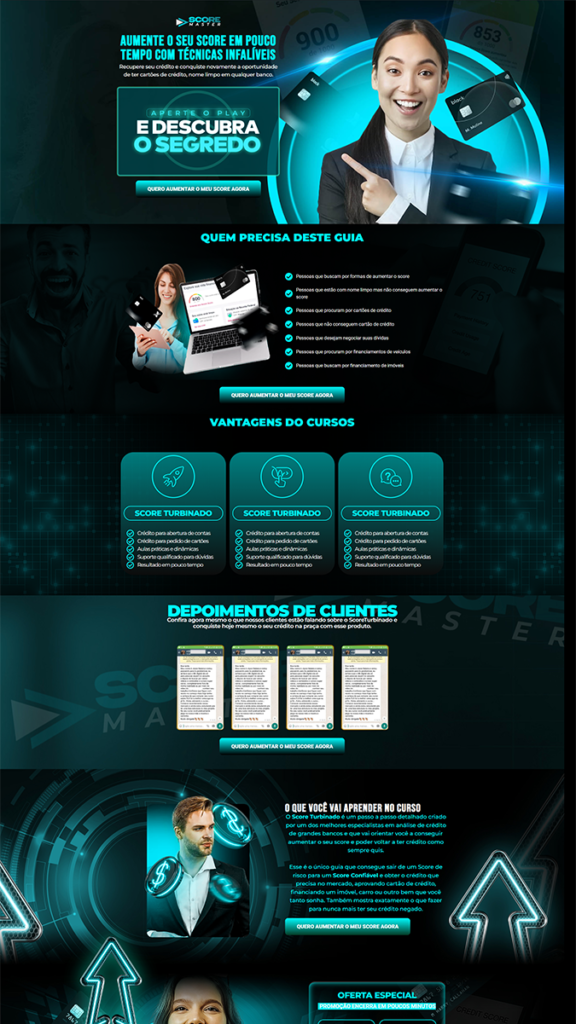 SCORE
MASTER
900
853
AUMENTE O SEU SCORE EM POUCO
TEMPO COM TÉCNICAS INFALÍVEIS
Recupere seu crédito e conquiste novamente a oportunidade
de ter cartões de crédito, nome limpo em qualquer banco.
Black
APERTE O PLAY
E DESCUBRA
O SEGREDO
QUERO AUMENTAR O MEU SCORE AGORA
QUEM PRECISA DESTE GUIA
Pessoas que buscam por formas de aumentar o score
Pessoas que estão com nome limpo mas não conseguem aumentar o
score
Pessoas que procuram por cartões de crédito
Pessoas que não conseguem cartão de crédito
Pessoas que desejam negociar suas dívidas
Pessoas que procuram por financiamentos de veículos
Pessoas que buscam por financiamento de imóveis
QUERO AUMENTAR O MEU SCORE AGORA
VANTAGENS DO CURSOS
SCORE TURBINADO
Crédito para abertura de contas
Crédito para pedido de cartões
Aulas práticas e dinâmicas
Suporte qualificado para dúvidas
Resultado em pouco tempo
SCORE TURBINADO
Crédito para abertura de contas
Crédito para pedido de cartões
Aulas práticas e dinâmicas
Suporte qualificado para dúvidas
Resultado em pouco tempo
SCORE TURBINADO
Crédito para abertura de contas
Crédito para pedido de cartões
Aulas práticas e dinâmicas
Suporte qualificado para dúvidas
Resultado em pouco tempo
DEPOIMENTOS DE CLIENTES
Confira agora mesmo o que nossos clientes estão falando sobre o ScoreTurbinado e
conquiste hoje mesmo o seu crédito na praça com esse produto.
SCORE
MASTER
QUERO AUMENTAR O MEU SCORE AGORA
O QUE VOCÊ VAI APRENDER NO CURSO
O Score Turbinado é um passo a passo detalhado criado
por um dos melhores especialistas em análise de crédito
de grandes bancos e que vai orientar você a conseguir
aumentar o seu score e poder voltar a ter crédito como
sempre quis.
Esse é o único guia que consegue sair de um Score de
risco para um Score Confiável e obter o crédito que
precisa no mercado, aprovando cartão de crédito,
financiando um imóvel, carro ou outro bem que você
tanto sonha. Também mostra exatamente o que fazer
para nunca mais ter seu crédito negado.
QUERO AUMENTAR O MEU SCORE AGORA
OFERTA ESPECIAL
PROMOÇÃO ENCERRA EM POUCOS MINUTOS